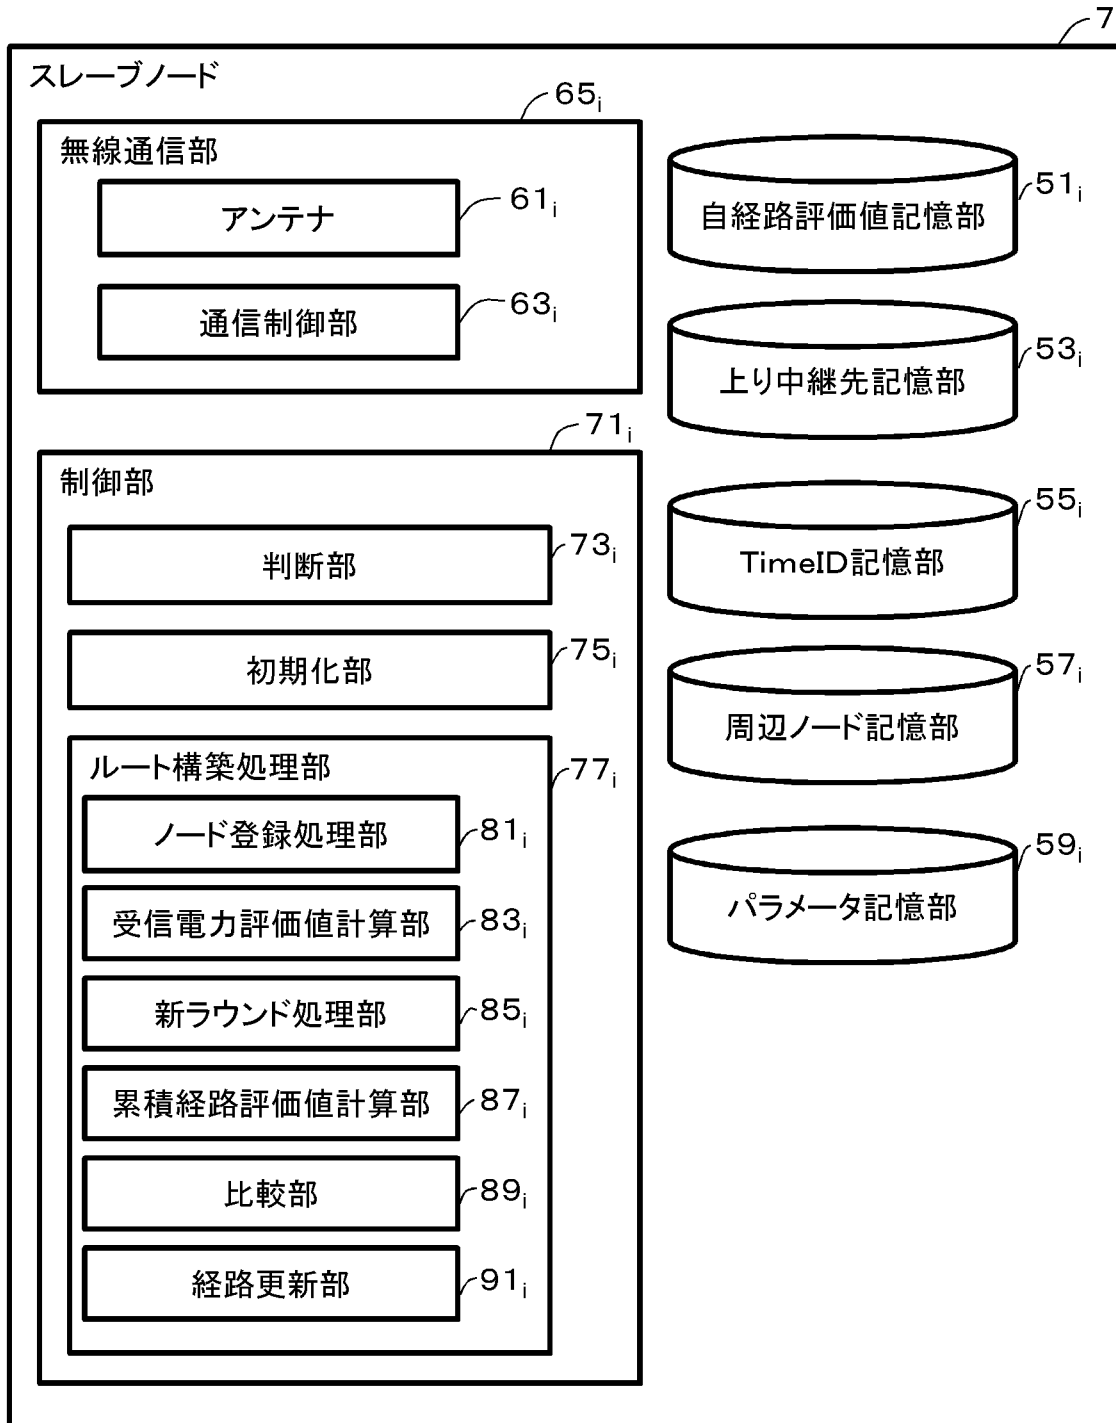 7
スレーブノード
65i
無線通信部
アンテナ
61i
通信制御部
63i
71i
制御部
判断部
73i
初期化部
75i
ルート構築処理部
77i
ノード登録処理部
81i
受信電力評価値計算部
83i
新ラウンド処理部
85i
累積経路評価値計算部
87i
比較部
89i
経路更新部
91i
自経路評価値記憶部
51i
上り中継先記憶部
53i
TimeID記憶部
55i
周辺ノード記憶部
57i
パラメータ記憶部
59i